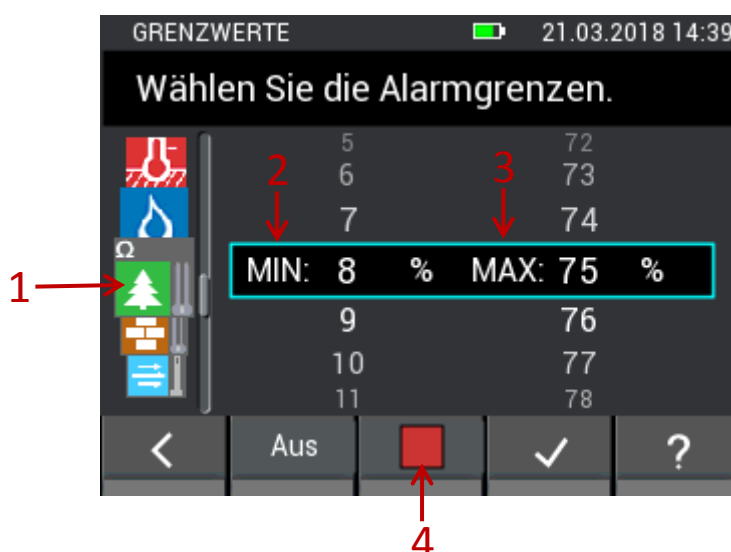 GRENZWERTE 21.03.2018 14:39
Wählen Sie die Alarmgrenzen.
5 72
2 6 3 73
7 74
Ω
1 MIN: 8 % MAX: 75 %
9 76
10 77
11 78
Aus ?
4